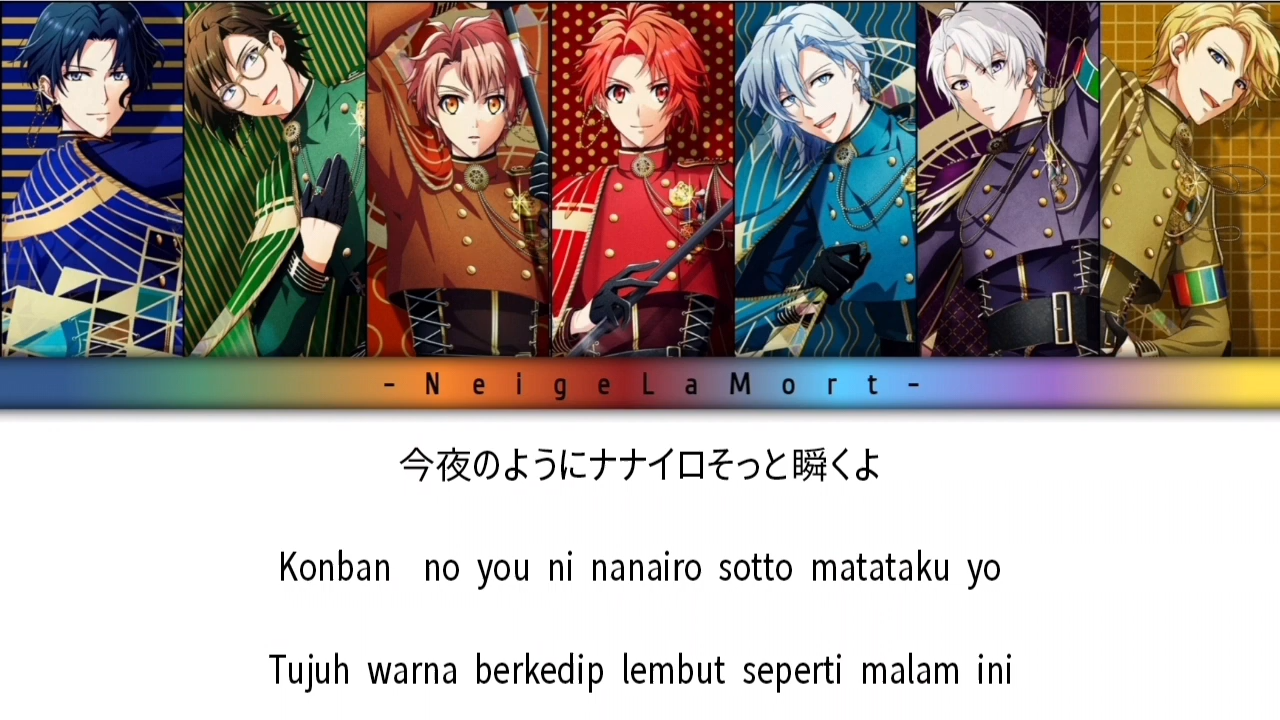 - NeigeLaMort -
今夜のようにナナイロそっと瞬くよ
Konban no you ni nanairo sotto matataku yo
Tujuh warna berkedip lembut seperti malam ini